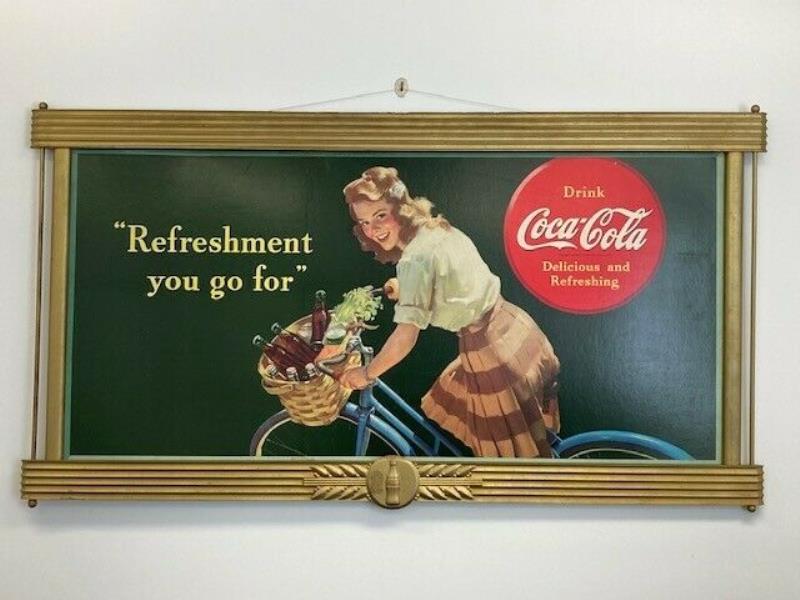 “Refreshment
you go for”
Drink
Coca-Cola
Delicious and
Refreshing